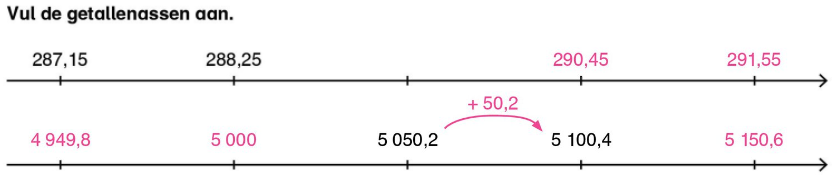 Vul de getallenassen aan.
287,15 288,25 290,45 291,55
+ 50,2
4 949,8 5 000 5 050,2 5 100,4 5 150,6